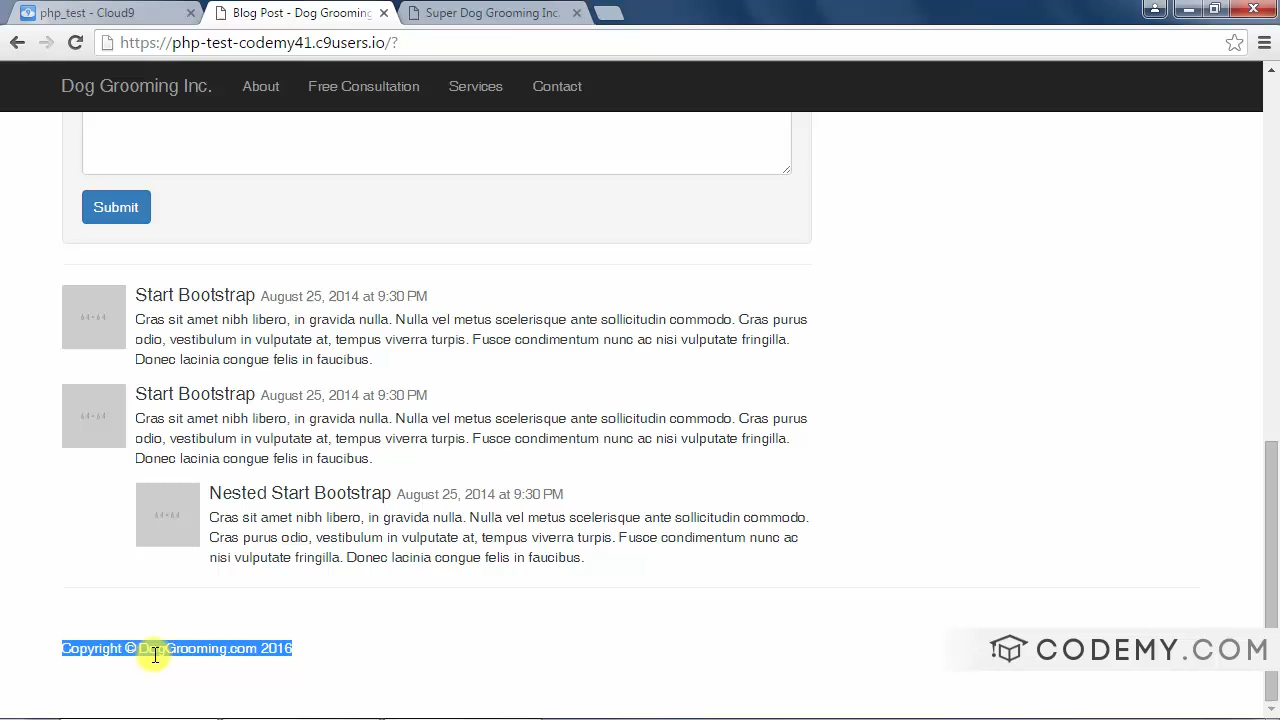 php_test - Cloud9
Blog Post - Dog Grooming
Super Dog Grooming Inc.
https://php-test-codemy41.c9users.io/?
Dog Grooming Inc.
About
Free Consultation
Services
Contact
Submit
64×64
Start Bootstrap August 25, 2014 at 9:30 PM
Cras sit amet nibh libero, in gravida nulla. Nulla vel metus scelerisque ante sollicitudin commodo. Cras purus
odio, vestibulum in vulputate at, tempus viverra turpis. Fusce condimentum nunc ac nisi vulputate fringilla.
Donec lacinia congue felis in faucibus.
64×64
Start Bootstrap August 25, 2014 at 9:30 PM
Cras sit amet nibh libero, in gravida nulla. Nulla vel metus scelerisque ante sollicitudin commodo. Cras purus
odio, vestibulum in vulputate at, tempus viverra turpis. Fusce condimentum nunc ac nisi vulputate fringilla.
Donec lacinia congue felis in faucibus.
64×64
Nested Start Bootstrap August 25, 2014 at 9:30 PM
Cras sit amet nibh libero, in gravida nulla. Nulla vel metus scelerisque ante sollicitudin commodo.
Cras purus odio, vestibulum in vulputate at, tempus viverra turpis. Fusce condimentum nunc ac
nisi vulputate fringilla. Donec lacinia congue felis in faucibus.
Copyright © DogGrooming.com 2016
CODEMY.COM